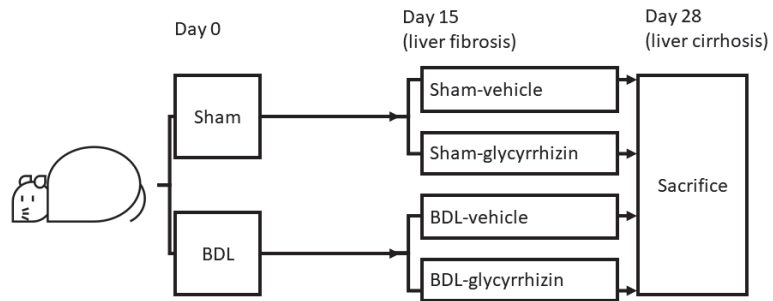 Day 0
Day 15
(liver fibrosis)
Day 28
(liver cirrhosis)
Sham
Sham-vehicle
Sham-glycyrrhizin
Sacrifice
BDL
BDL-vehicle
BDL-glycyrrhizin